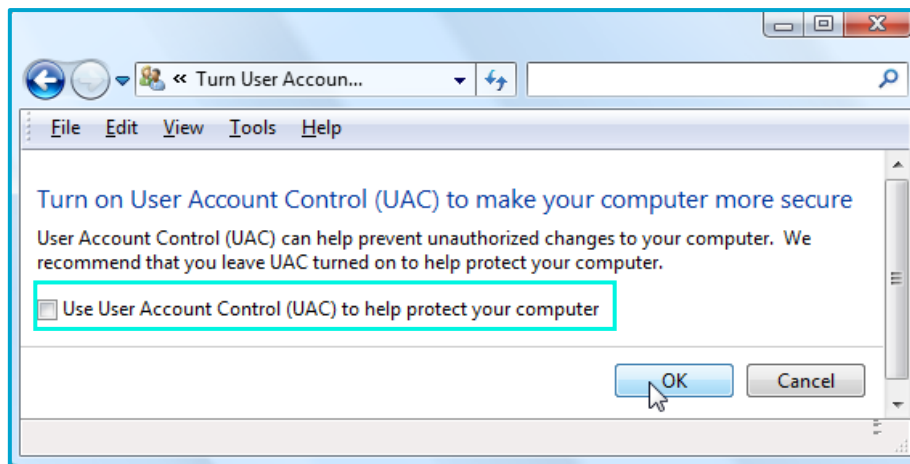 « Turn User Accoun...
File Edit View Tools Help
Turn on User Account Control (UAC) to make your computer more secure
User Account Control (UAC) can help prevent unauthorized changes to your computer. We
recommend that you leave UAC turned on to help protect your computer.
Use User Account Control (UAC) to help protect your computer
OK Cancel